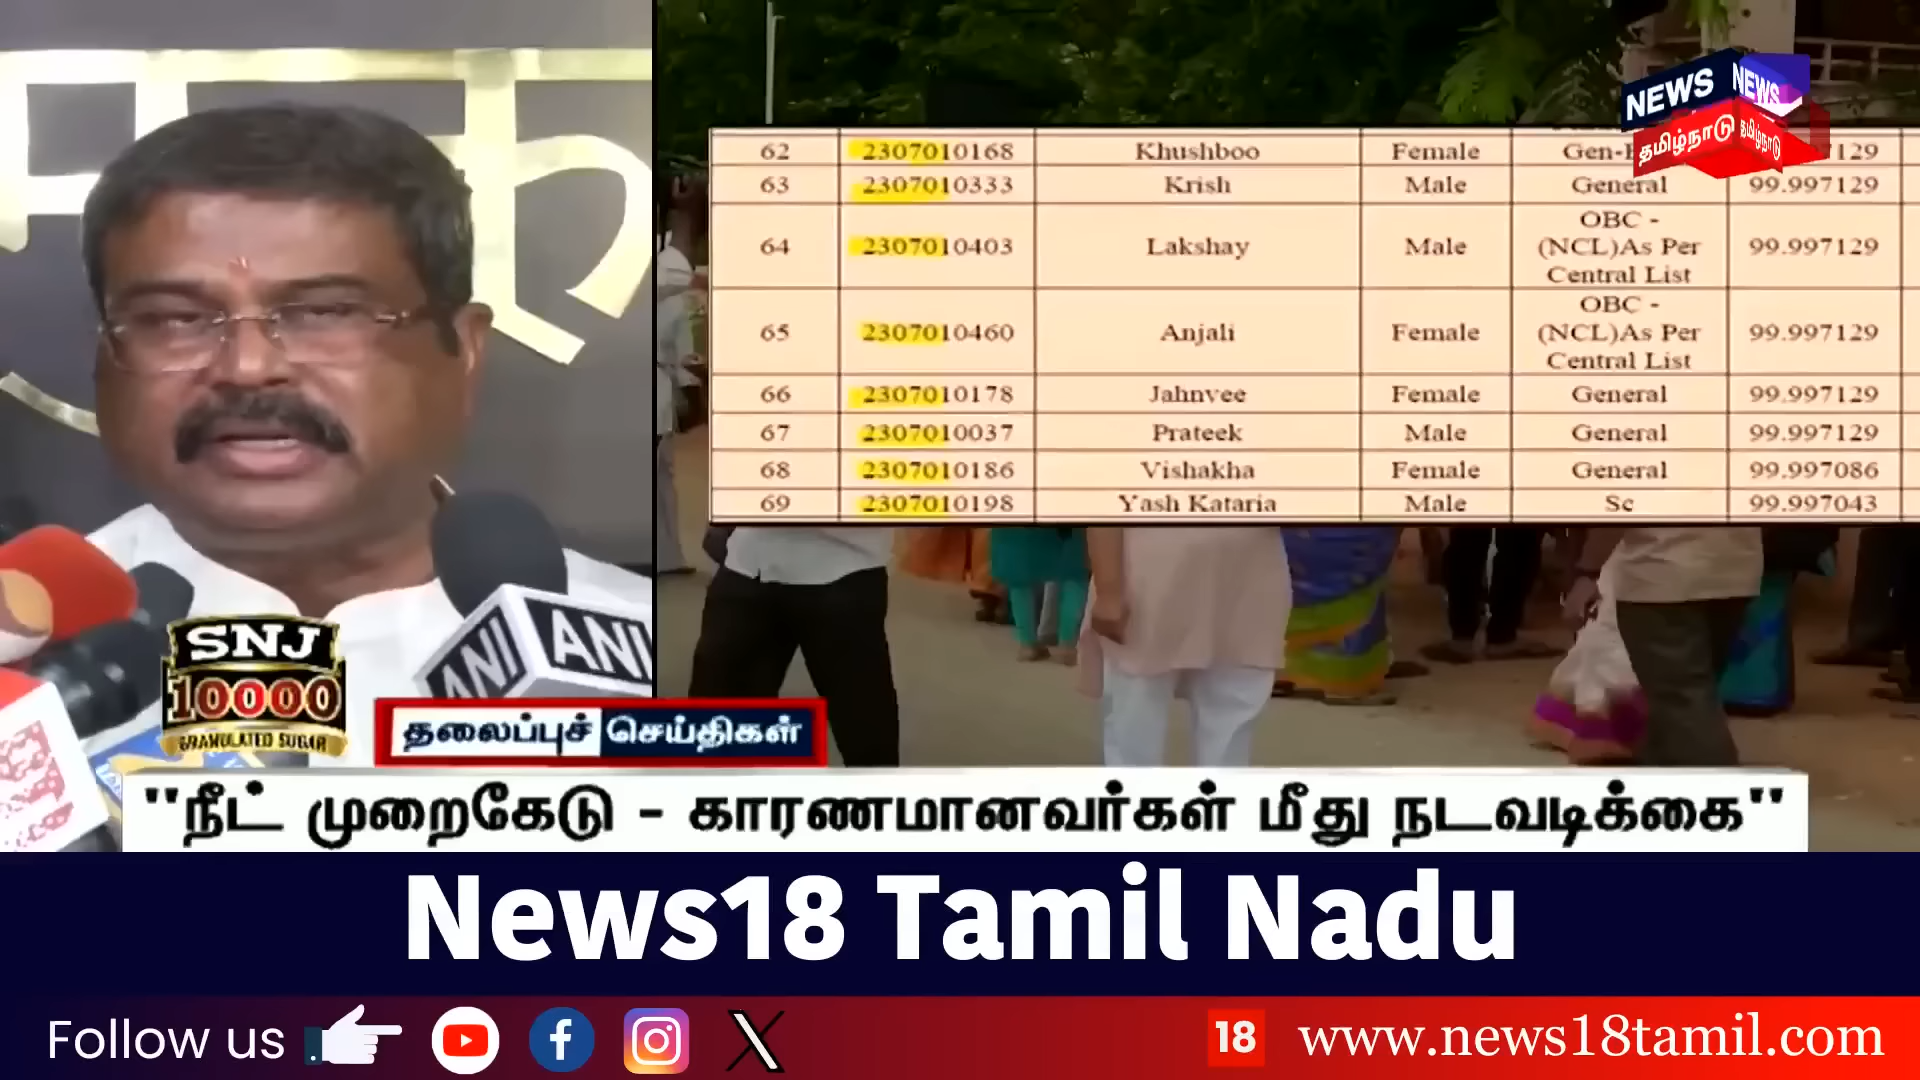 NEWS
NEWS
தமிழ்நாடு
தமிழ்நாடு
62 2307010168 Khushboo Female
63 2307010333 Krish Male General 99.997129
64 2307010403 Lakshay Male OBC - (NCL)As Per Central List 99.997129
65 2307010460 Anjali Female OBC - (NCL)As Per Central List 99.997129
66 2307010178 Jahnvee Female General 99.997129
67 2307010037 Prateek Male General 99.997129
68 2307010186 Vishakha Female General 99.997086
69 2307010198 Yash Kataria Male Sc 99.997043
ANI
ANI
SNJ
10000
GRANULATED SUGAR
தலைப்புச் செய்திகள்
"நீட் முறைகேடு - காரணமானவர்கள் மீது நடவடிக்கை"
News18 Tamil Nadu
Follow us
18 www.news18tamil.com